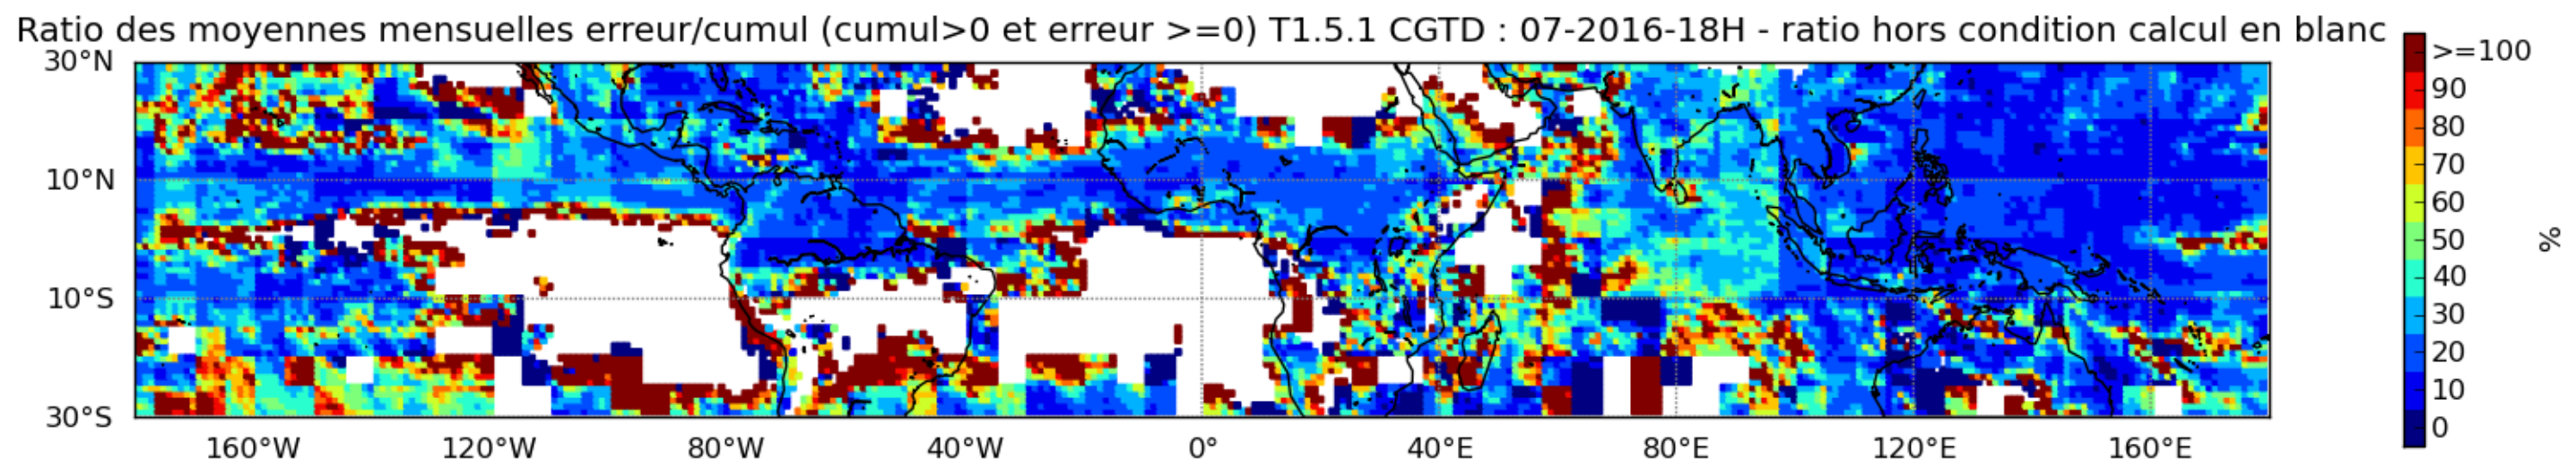 Ratio des moyennes mensuelles erreur/cumul (cumul>0 et erreur >=0) T1.5.1 CGTD : 07-2016-18H - ratio hors condition calcul en blanc
30°N
10°N
10°S
30°S
160°W 120°W 80°W 40°W 0° 40°E 80°E 120°E 160°E
>=100
90
80
70
60
50
40
30
20
10
0
%